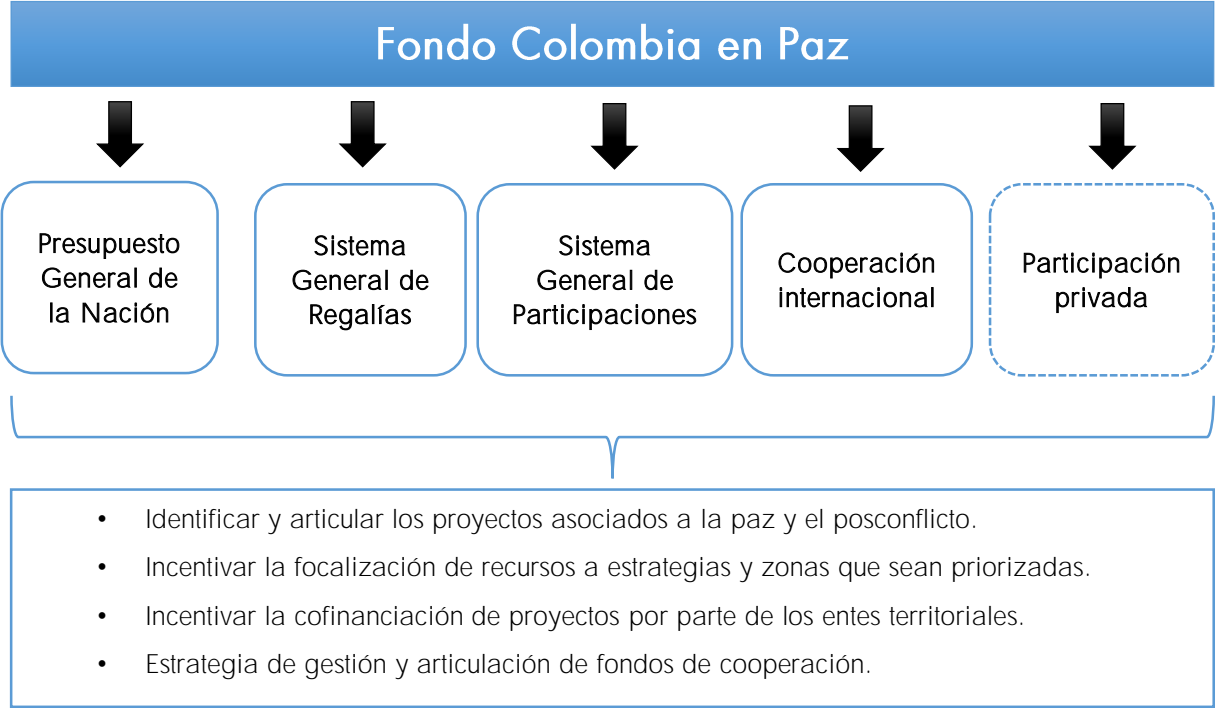 Fondo Colombia en Paz
Presupuesto
General de
la Nación
Sistema
General de
Regalías
Sistema
General de
Participaciones
Cooperación
internacional
Participación
privada
• Identificar y articular los proyectos asociados a la paz y el posconflicto.
• Incentivar la focalización de recursos a estrategias y zonas que sean priorizadas.
• Incentivar la cofinanciación de proyectos por parte de los entes territoriales.
• Estrategia de gestión y articulación de fondos de cooperación.